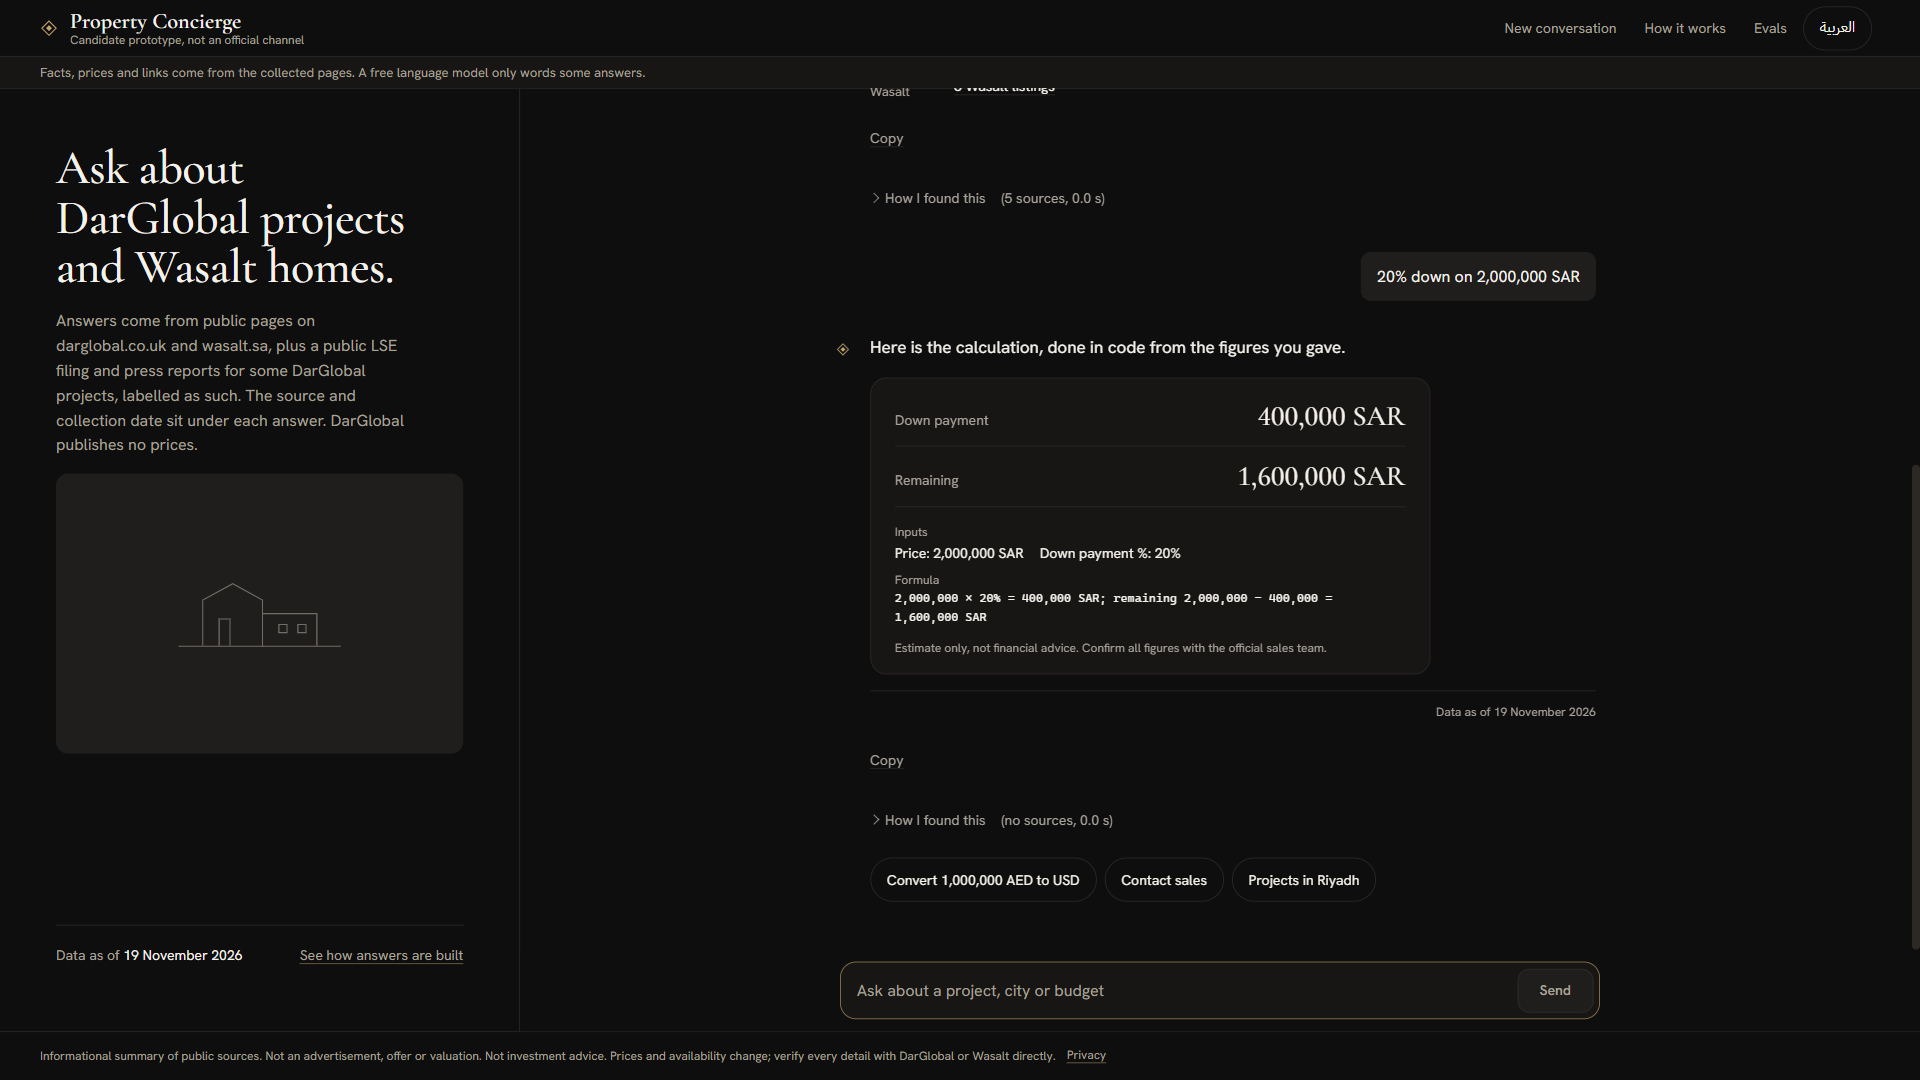 Property Concierge
Candidate prototype, not an official channel
New conversation
How it works
Evals
العربية
Facts, prices and links come from the collected pages. A free language model only words some answers.
Ask about
DarGlobal projects
and Wasalt homes.
Answers come from public pages on
darglobal.co.uk and wasalt.sa, plus a public LSE
filing and press reports for some DarGlobal
projects, labelled as such. The source and
collection date sit under each answer. DarGlobal
publishes no prices.
Data as of 19 November 2026
See how answers are built
Wasalt
Wasalt listings
Copy
How I found this (5 sources, 0.0 s)
20% down on 2,000,000 SAR
Here is the calculation, done in code from the figures you gave.
Down payment
400,000 SAR
Remaining
1,600,000 SAR
Inputs
Price: 2,000,000 SAR Down payment %: 20%
Formula
2,000,000 × 20% = 400,000 SAR; remaining 2,000,000 − 400,000 =
1,600,000 SAR
Estimate only, not financial advice. Confirm all figures with the official sales team.
Data as of 19 November 2026
Copy
How I found this (no sources, 0.0 s)
Convert 1,000,000 AED to USD
Contact sales
Projects in Riyadh
Ask about a project, city or budget
Send
Informational summary of public sources. Not an advertisement, offer or valuation. Not investment advice. Prices and availability change; verify every detail with DarGlobal or Wasalt directly. Privacy